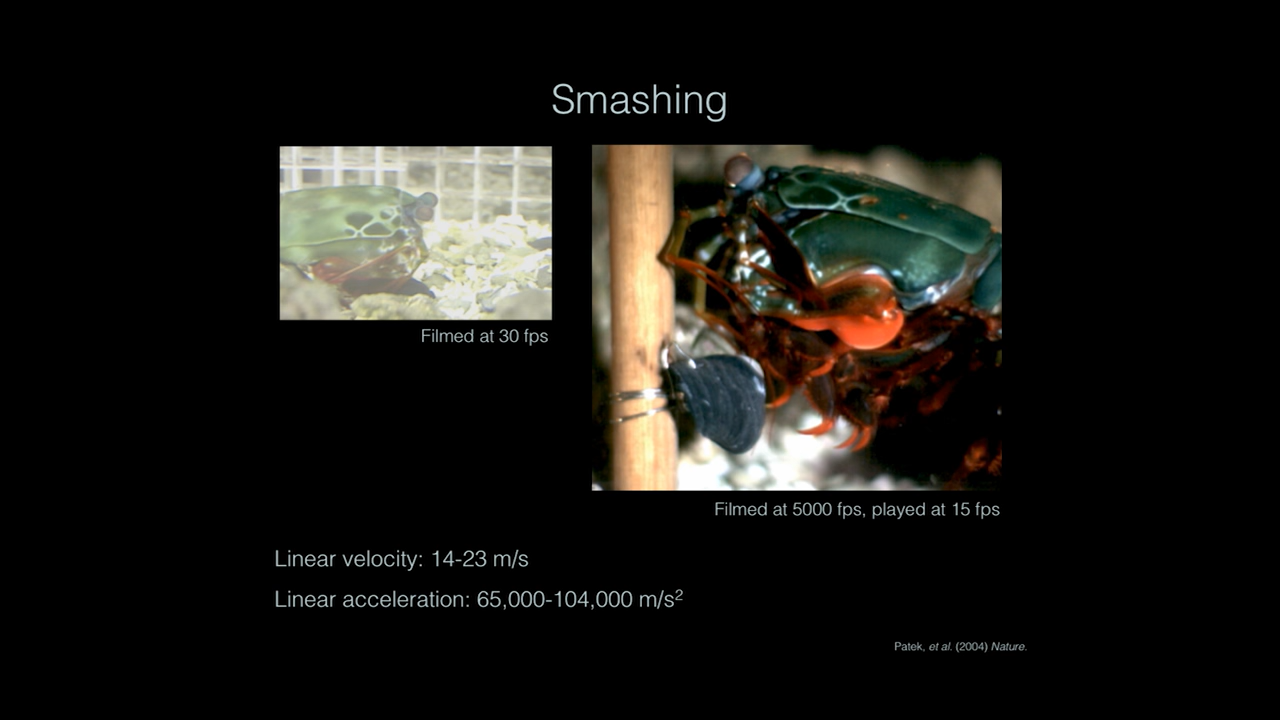 Smashing
Filmed at 30 fps
Filmed at 5000 fps, played at 15 fps
Linear velocity: 14-23 m/s
Linear acceleration: 65,000-104,000 m/s²
Patek, et al. (2004) Nature.